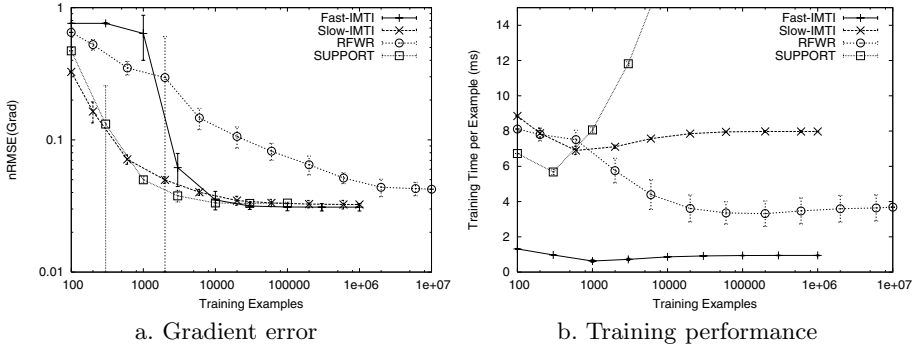 1
0.1
0.01
nRMSE(Grad)
100
1000
10000
100000
1e+06
1e+07
Training Examples
Fast-IMTI
Slow-IMTI
RFWR
SUPPORT
a. Gradient error
14
12
10
8
6
4
2
0
Training Time per Example (ms)
100
1000
10000
100000
1e+06
1e+07
Training Examples
Fast-IMTI
Slow-IMTI
RFWR
SUPPORT
b. Training performance